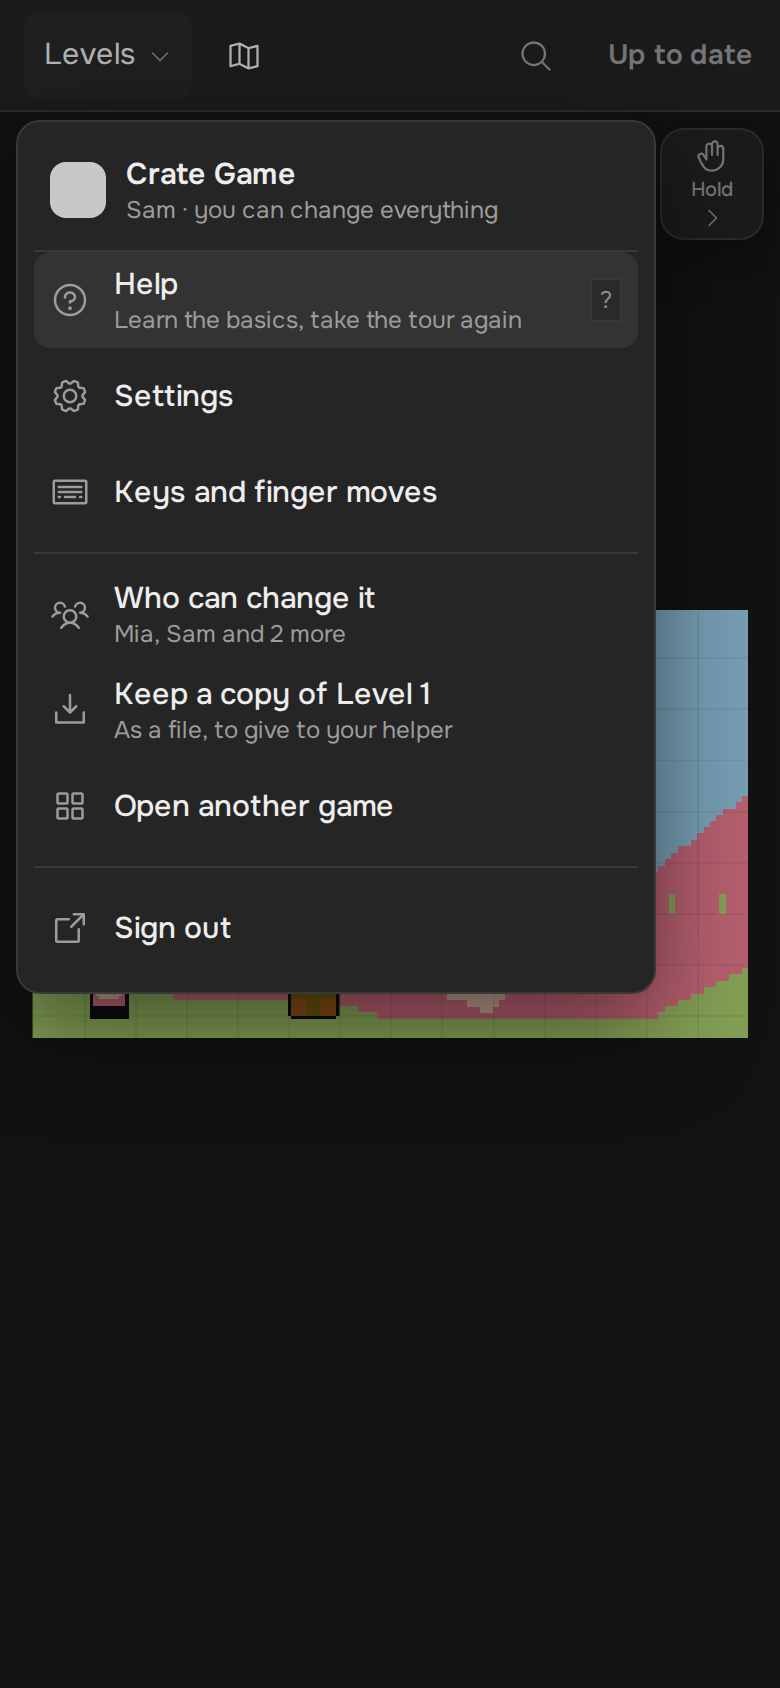 Levels
Up to date
Crate Game
Sam · you can change everything
Hold
Help
Learn the basics, take the tour again
?
Settings
Keys and finger moves
Who can change it
Mia, Sam and 2 more
Keep a copy of Level 1
As a file, to give to your helper
Open another game
Sign out